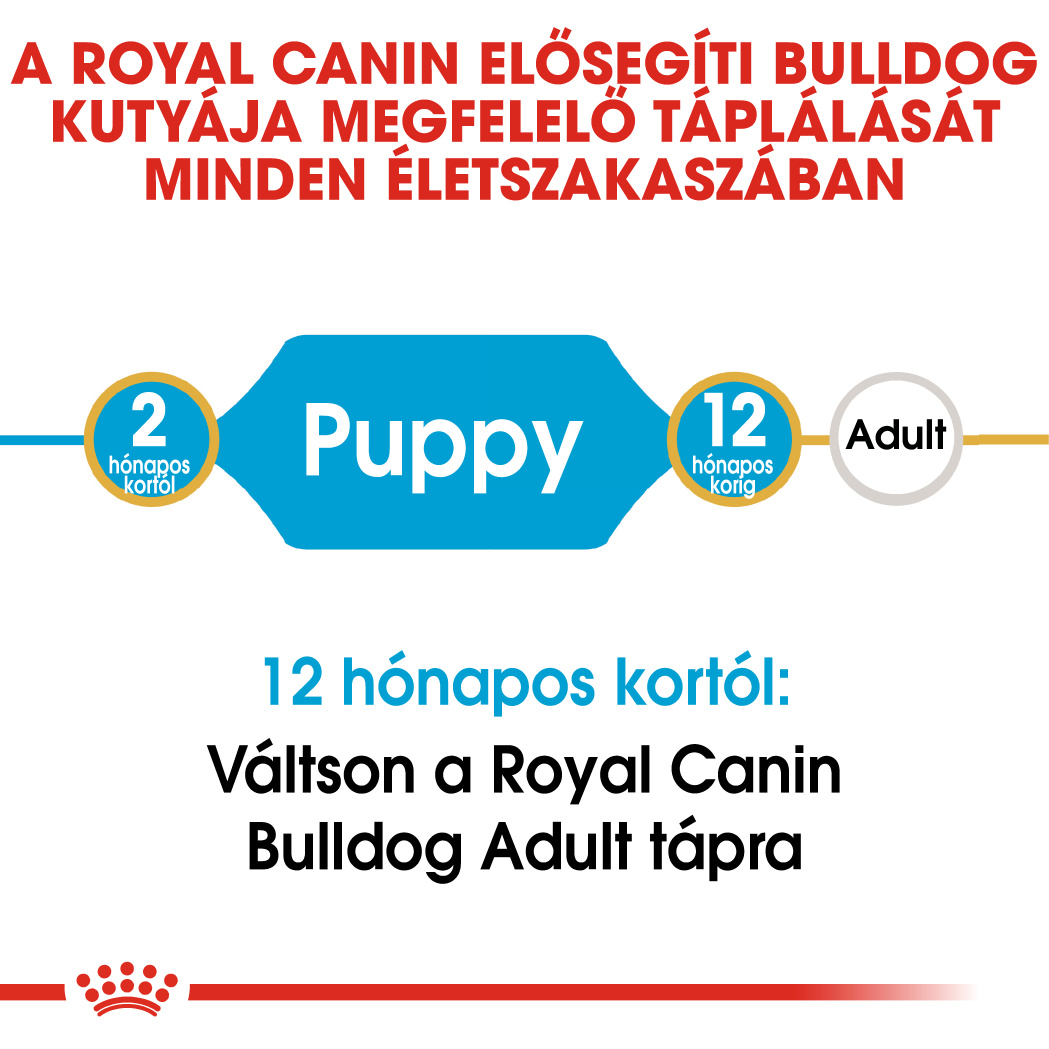 A ROYAL CANIN ELŐSEGÍTI BULLDOG
KUTYÁJA MEGFELELŐ TÁPLÁLÁSÁT
MINDEN ÉLETSZAKASZÁBAN
2
hónapos
kortól
Puppy
12
hónapos
korig
Adult
12 hónapos kortól:
Váltson a Royal Canin
Bulldog Adult tápra